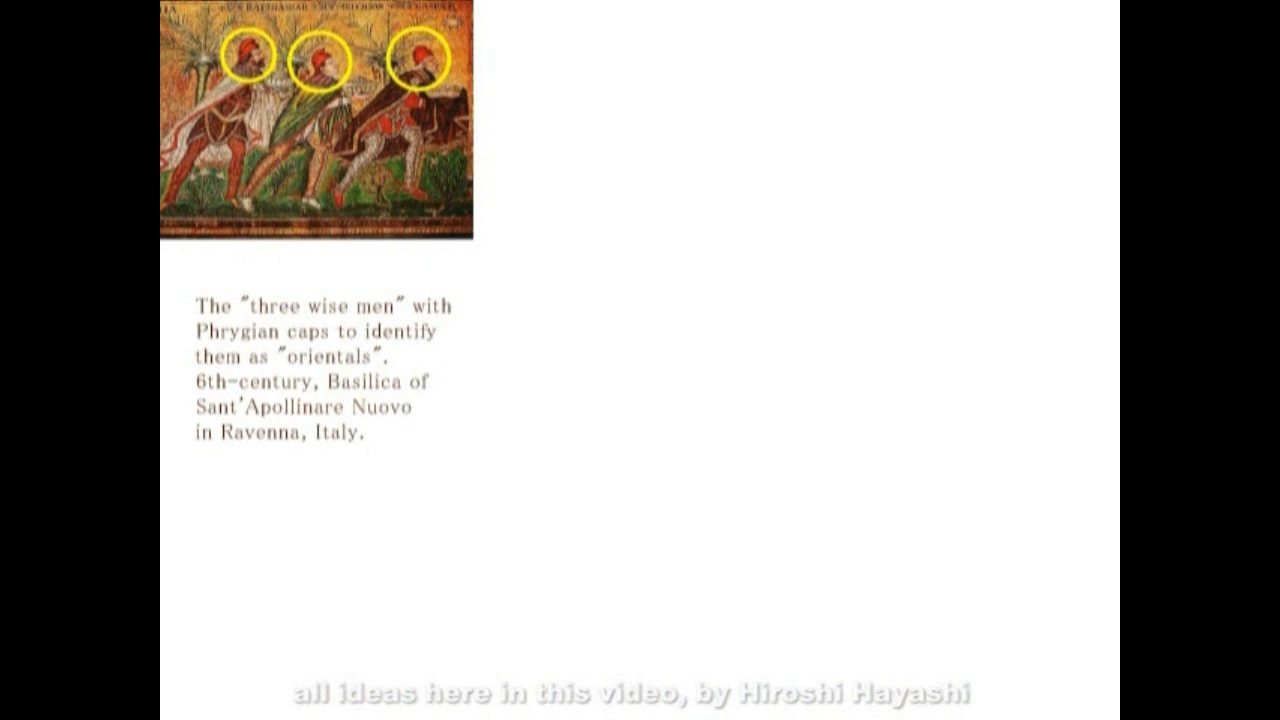 The "three wise men" with
Phrygian caps to identify
them as "orientals".
6th-century, Basilica of
Sant'Apollinare Nuovo
in Ravenna, Italy.
all ideas here in this video, by Hiroshi Hayashi